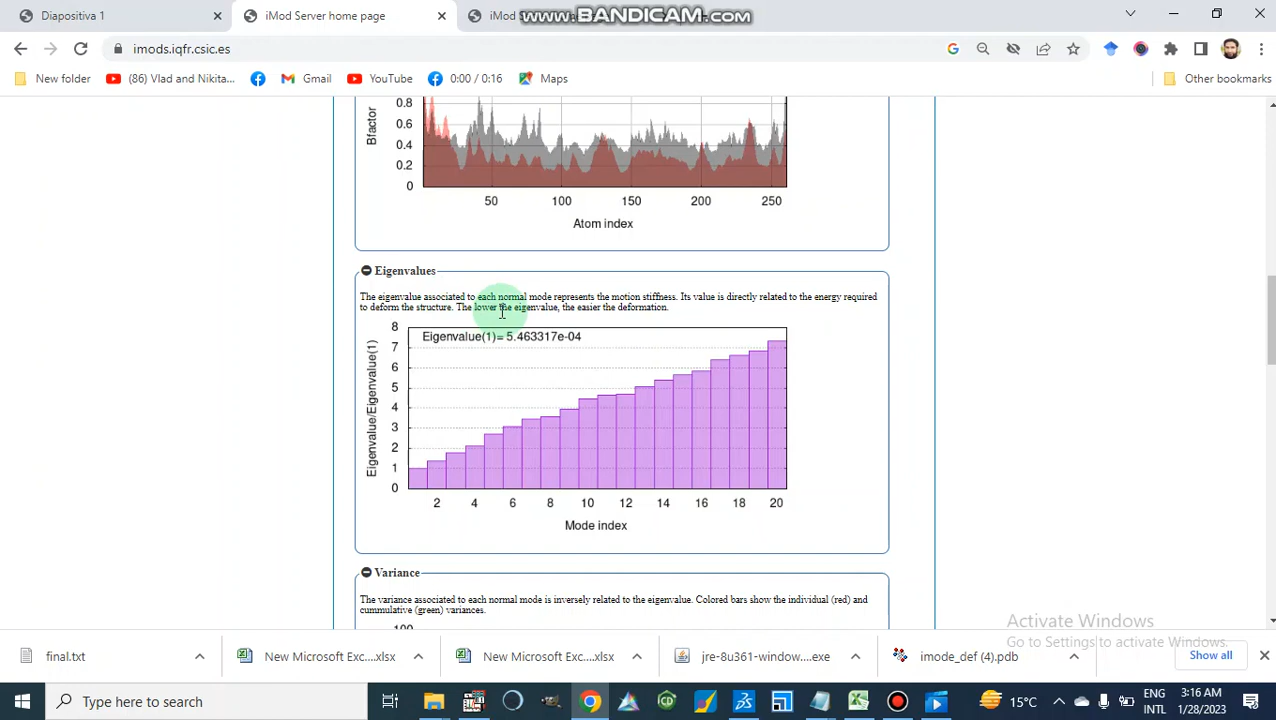 Diapositiva 1
iMod Server home page
iMod S
www.BANDICAM.com
imods.iqfr.csic.es
New folder
(86) Vlad and Nikita...
Gmail
YouTube
0:00 / 0:16
Maps
Other bookmarks
Bfactor
0.8
0.6
0.4
0.2
0
50
100
150
200
250
Atom index
Eigenvalues
The eigenvalue associated to each normal mode represents the motion stiffness. Its value is directly related to the energy required
to deform the structure. The lower the eigenvalue, the easier the deformation.
Eigenvalue/Eigenvalue(1)
8
7
6
5
4
3
2
1
0
Eigenvalue(1)= 5.463317e-04
2
4
6
8
10
12
14
16
18
20
Mode index
Variance
The variance associated to each normal mode is inversely related to the eigenvalue. Colored bars show the individual (red) and
cummulative (green) variances.
100
Activate Windows
Go to Settings to activate Windows.
final.txt
New Microsoft Exc....xlsx
New Microsoft Exc....xlsx
jre-8u361-window....exe
imode_def (4).pdb
Show all
Type here to search
15°C
ENG
INTL
3:16 AM
1/28/2023